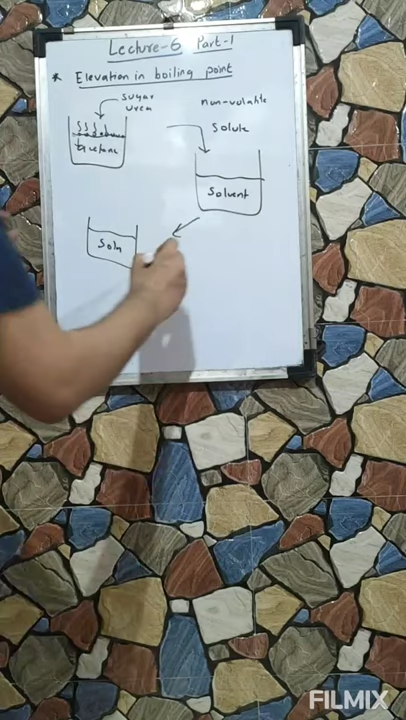 Lecture-6 Part-1
* Elevation in boiling point
sugar
urea
non-volatile
Solute
Solvent
Soln
FILMIX